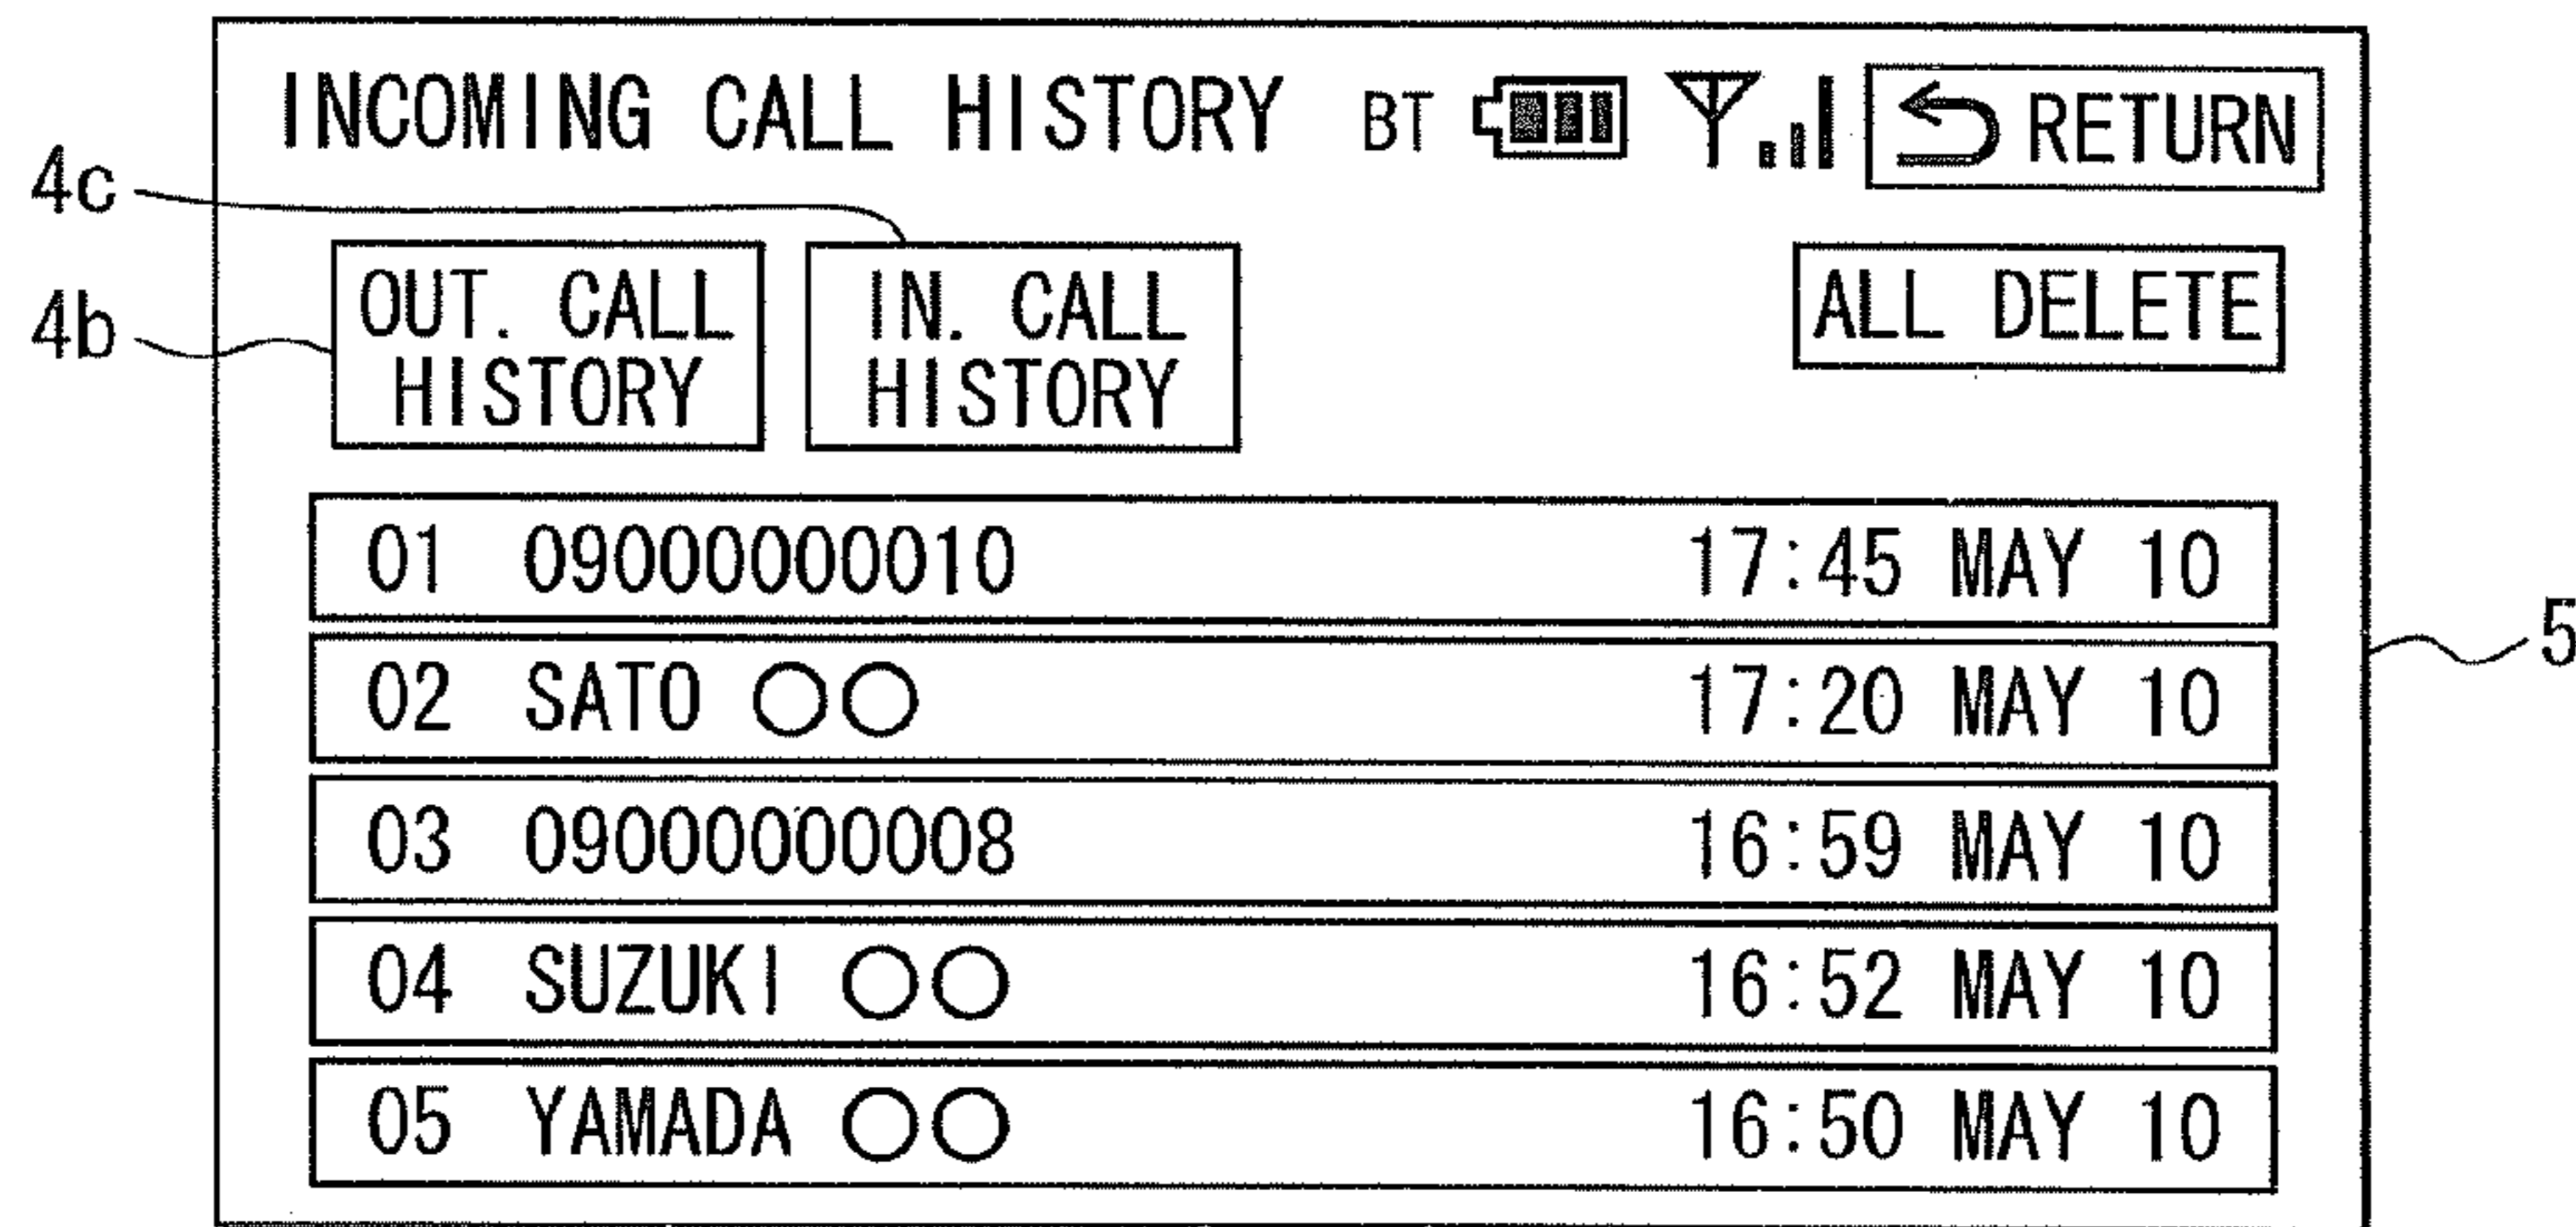 INCOMING CALL HISTORY BT RETURN
4c
OUT. CALL HISTORY
IN. CALL HISTORY
ALL DELETE
4b
01 09000000010 17:45 MAY 10
02 SATO ○○ 17:20 MAY 10
5
03 09000000008 16:59 MAY 10
04 SUZUKI ○○ 16:52 MAY 10
05 YAMADA ○○ 16:50 MAY 10